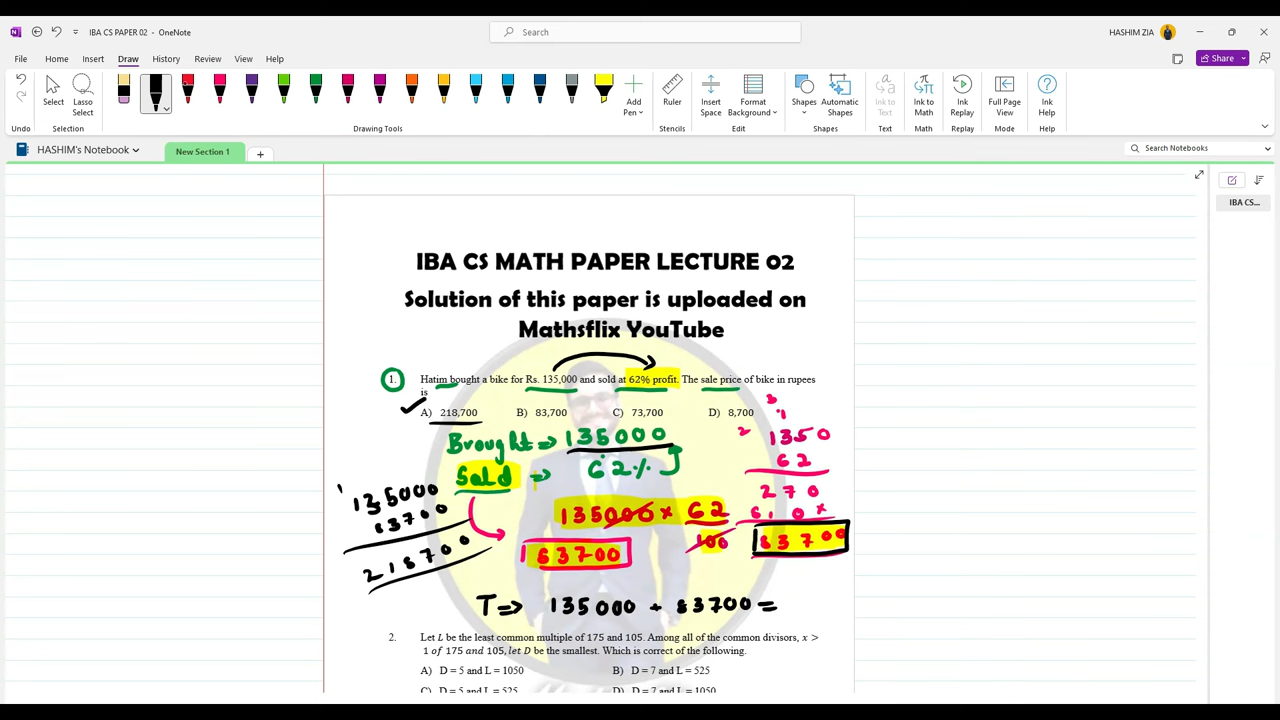 IBA CS PAPER 02 - OneNote
Search
HASHIM ZIA
File Home Insert Draw History Review View Help
Share
Select
Lasso Select
Add Pen
Ruler
Insert Space
Format Background
Shapes
Automatic Shapes
Ink to Text
Ink to Math
Ink Replay
Full Page View
Ink Help
Undo Selection Drawing Tools Stencils Edit Shapes Text Math Replay Mode Help
HASHIM's Notebook
New Section 1
Search Notebooks
IBA CS...
IBA CS MATH PAPER LECTURE 02
Solution of this paper is uploaded on
Mathsflix YouTube
1. Hatim bought a bike for Rs. 135,000 and sold at 62% profit. The sale price of bike in rupees
is
A) 218,700 B) 83,700 C) 73,700 D) 8,700
Brought ⇒ 135000
Sold ⇒ 62%
135000 × 62
100
83700
135000
83700
218700
1350
62
270
810×
83700
T ⇒ 135000 + 83700 =
2. Let L be the least common multiple of 175 and 105. Among all of the common divisors, x >
1 of 175 and 105, let D be the smallest. Which is correct of the following.
A) D = 5 and L = 1050 B) D = 7 and L = 525
C) D = 5 and L = 525 D) D = 7 and L = 1050